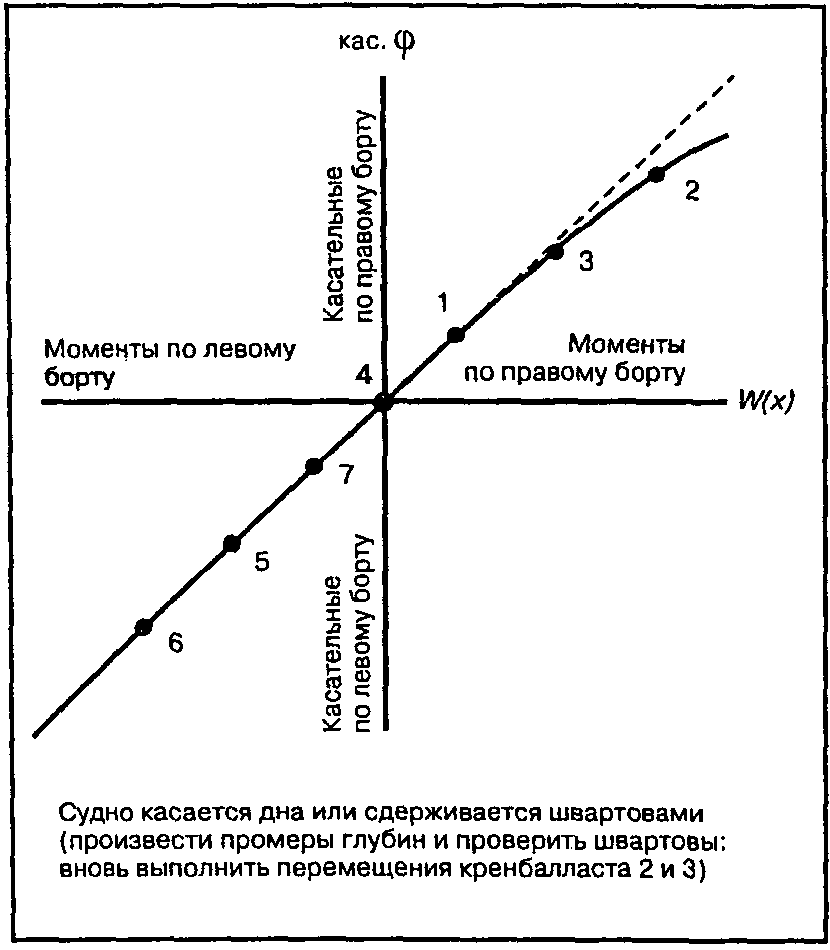 кас. φ
Касательные
по правому борту
2
3
1
Моменты по левому
борту
4
Моменты
по правому борту
W(x)
7
5
6
Касательные
по левому борту
Судно касается дна или сдерживается швартовами
(произвести промеры глубин и проверить швартовы:
вновь выполнить перемещения кренбалласта 2 и 3)